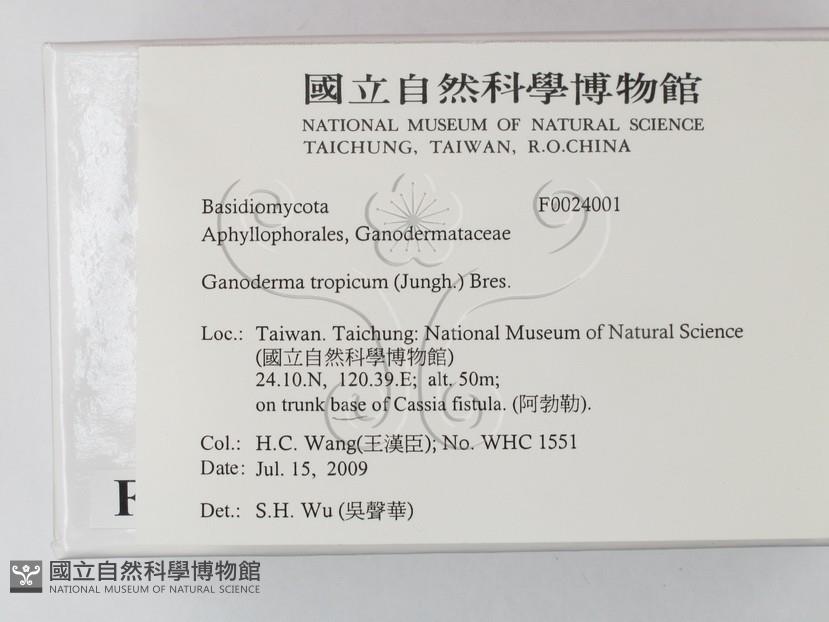 國立自然科學博物館
NATIONAL MUSEUM OF NATURAL SCIENCE
TAICHUNG, TAIWAN, R.O.CHINA
Basidiomycota F0024001
Aphyllophorales, Ganodermataceae
Ganoderma tropicum (Jungh.) Bres.
Loc.: Taiwan. Taichung: National Museum of Natural Science
(國立自然科學博物館)
24.10.N, 120.39.E; alt. 50m;
on trunk base of Cassia fistula. (阿勃勒).
Col.: H.C. Wang(王漢臣); No. WHC 1551
Date: Jul. 15, 2009
Det.: S.H. Wu (吳聲華)
F
國立自然科學博物館
NATIONAL MUSEUM OF NATURAL SCIENCE